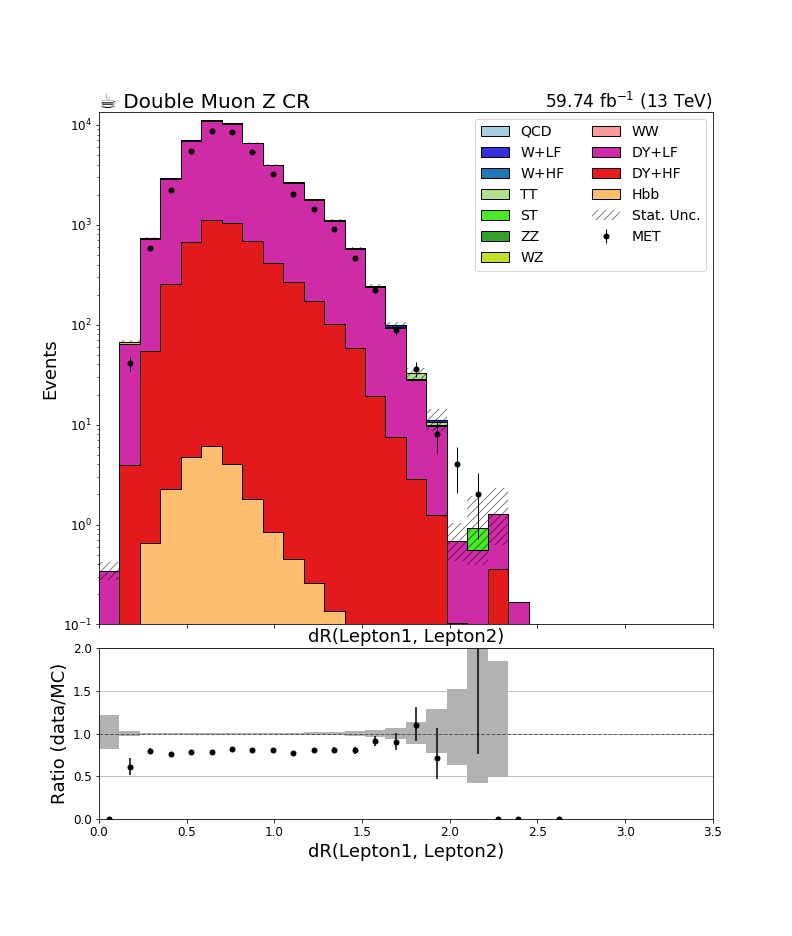 ☕ Double Muon Z CR
59.74 fb⁻¹ (13 TeV)
QCD
W+LF
W+HF
TT
ST
ZZ
WZ
WW
DY+LF
DY+HF
Hbb
Stat. Unc.
MET
Events
10⁴
10³
10²
10¹
10⁰
10⁻¹
dR(Lepton1, Lepton2)
Ratio (data/MC)
2.0
1.5
1.0
0.5
0
0.0 0.5 1.0 1.5 2.0 2.5 3.0 3.5
dR(Lepton1, Lepton2)